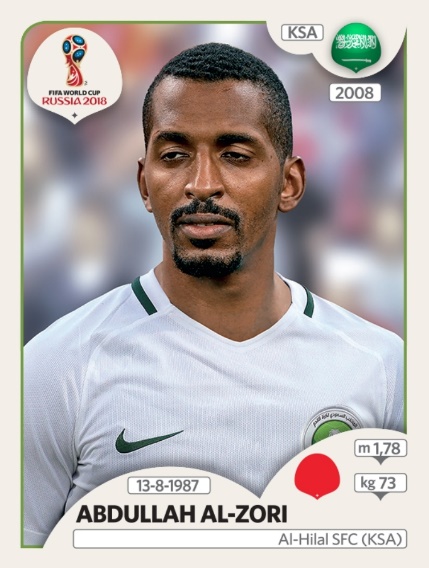 KSA
FIFA WORLD CUP
RUSSIA 2018
2008
m 1,78
kg 73
13-8-1987
ABDULLAH AL-ZORI
Al-Hilal SFC (KSA)